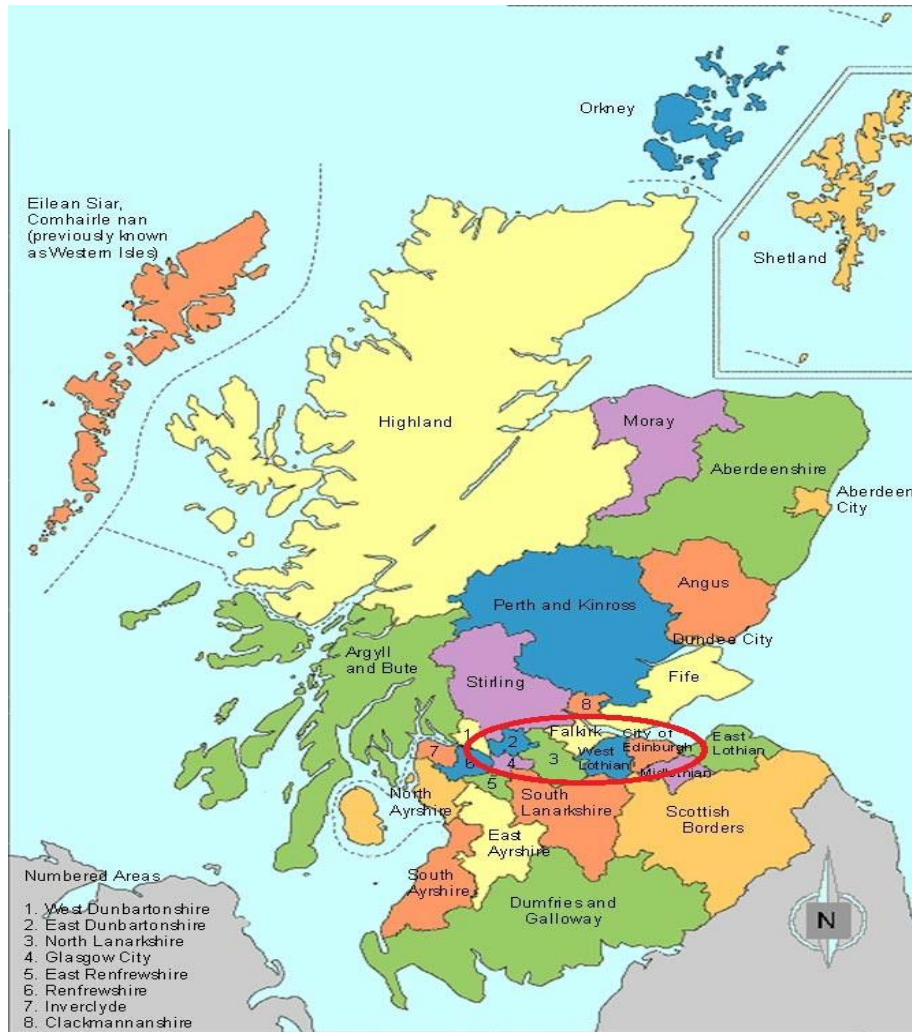 Orkney
Eilean Siar,
Comhairle nan
(previously known
as Western Isles)
Shetland
Highland
Moray
Aberdeenshire
Aberdeen
City
Angus
Perth and Kinross
Dundee City
Argyll
and Bute
Stirling
Fife
8
1
Falkirk
City of
Edinburgh
East
Lothian
2
7
6
4
3
West
Lothian
Midlothian
5
North
Ayrshire
South
Lanarkshire
Scottish
Borders
East
Ayrshire
South
Ayrshire
Dumfries and
Galloway
Numbered Areas
1. West Dunbartonshire
2. East Dunbartonshire
3. North Lanarkshire
4. Glasgow City
5. East Renfrewshire
6. Renfrewshire
7. Inverclyde
8. Clackmannanshire
N